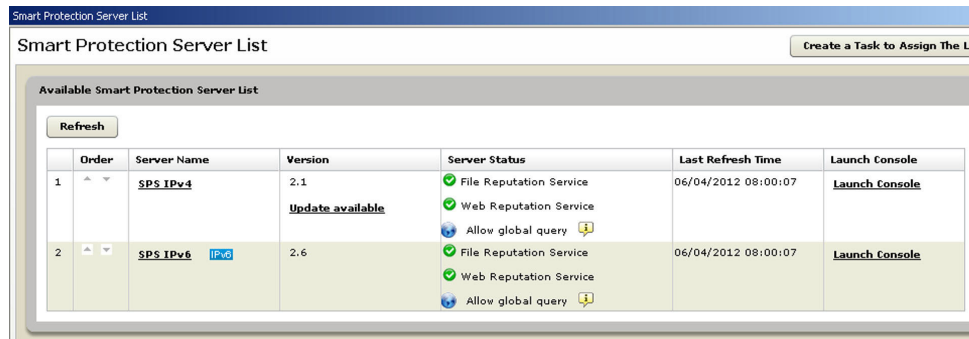 Smart Protection Server List
Smart Protection Server List
Create a Task to Assign The L
Available Smart Protection Server List
Refresh
Order Server Name Version Server Status Last Refresh Time Launch Console
1 SPS IPv4 2.1 File Reputation Service 06/04/2012 08:00:07 Launch Console
Update available Web Reputation Service
Allow global query
2 SPS IPv6 IPv6 2.6 File Reputation Service 06/04/2012 08:00:07 Launch Console
Web Reputation Service
Allow global query